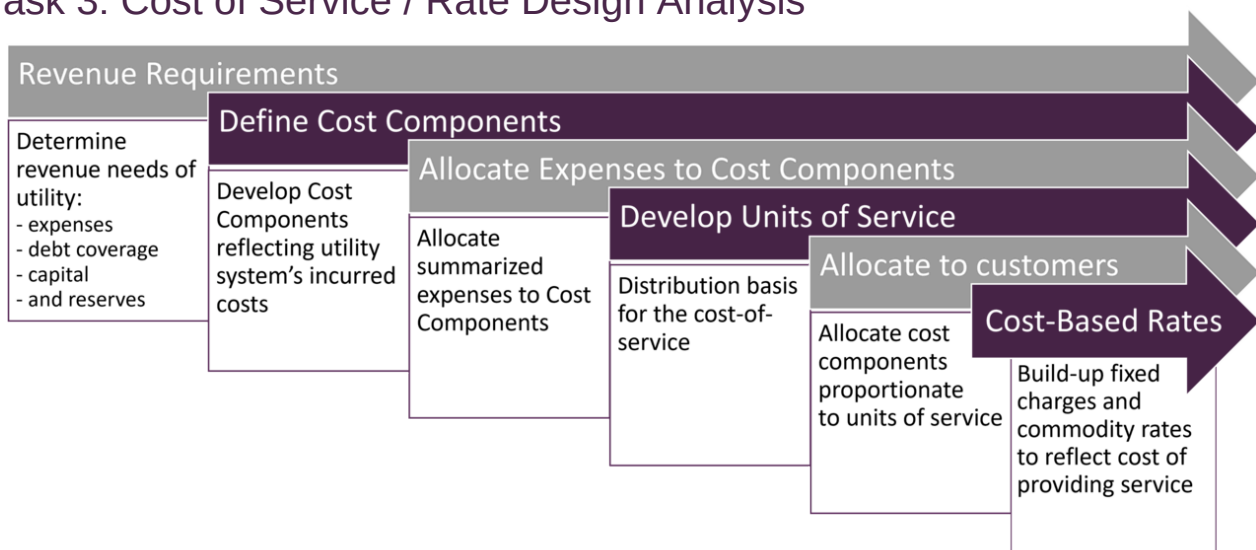 ask 3: Cost of Service / Rate Design Analysis
Revenue Requirements
Determine
revenue needs of
utility:
- expenses
- debt coverage
- capital
- and reserves
Define Cost Components
Develop Cost
Components
reflecting utility
system's incurred
costs
Allocate Expenses to Cost Components
Allocate
summarized
expenses to Cost
Components
Develop Units of Service
Distribution basis
for the cost-of-
service
Allocate to customers
Allocate cost
components
proportionate
to units of service
Cost-Based Rates
Build-up fixed
charges and
commodity rates
to reflect cost of
providing service